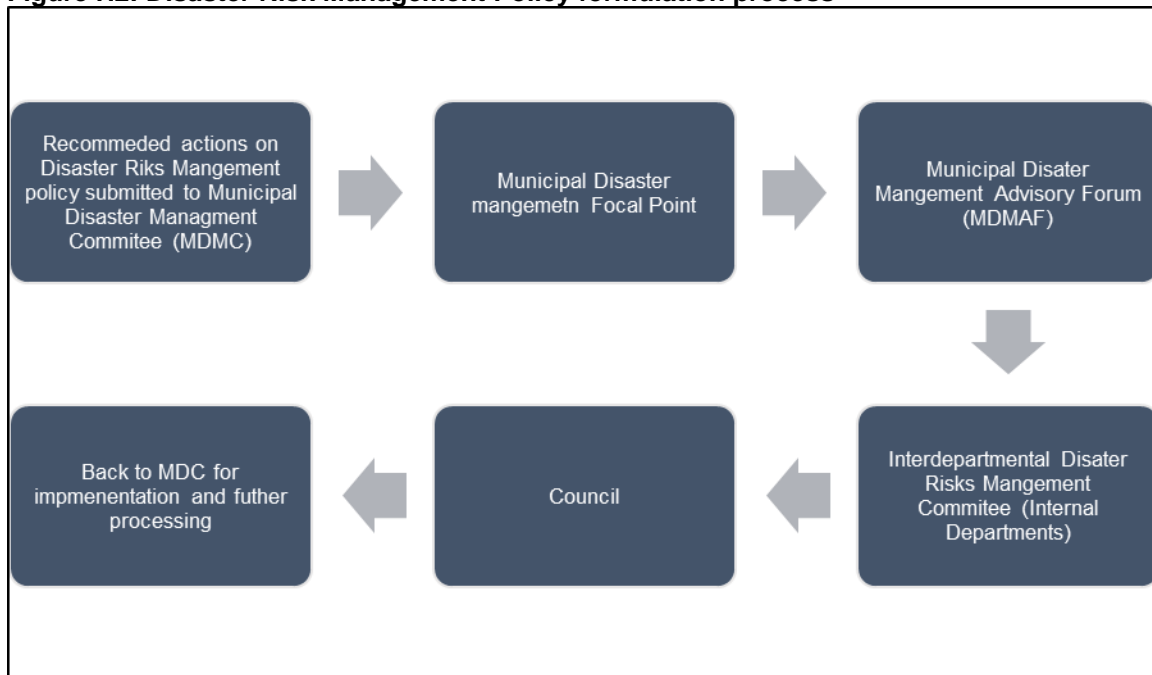 Figure Disaster Risk Management Policy formulation process
Recommeded actions on
Disaster Riks Mangement
policy submitted to Municipal
Disaster Managment
Commitee (MDMC)
Municipal Disaster
mangemetn Focal Point
Municipal Disater
Mangement Advisory Forum
(MDMAF)
Interdepartmental Disater
Risks Mangement
Commitee (Internal
Departments)
Council
Back to MDC for
impmenentation and futher
processing